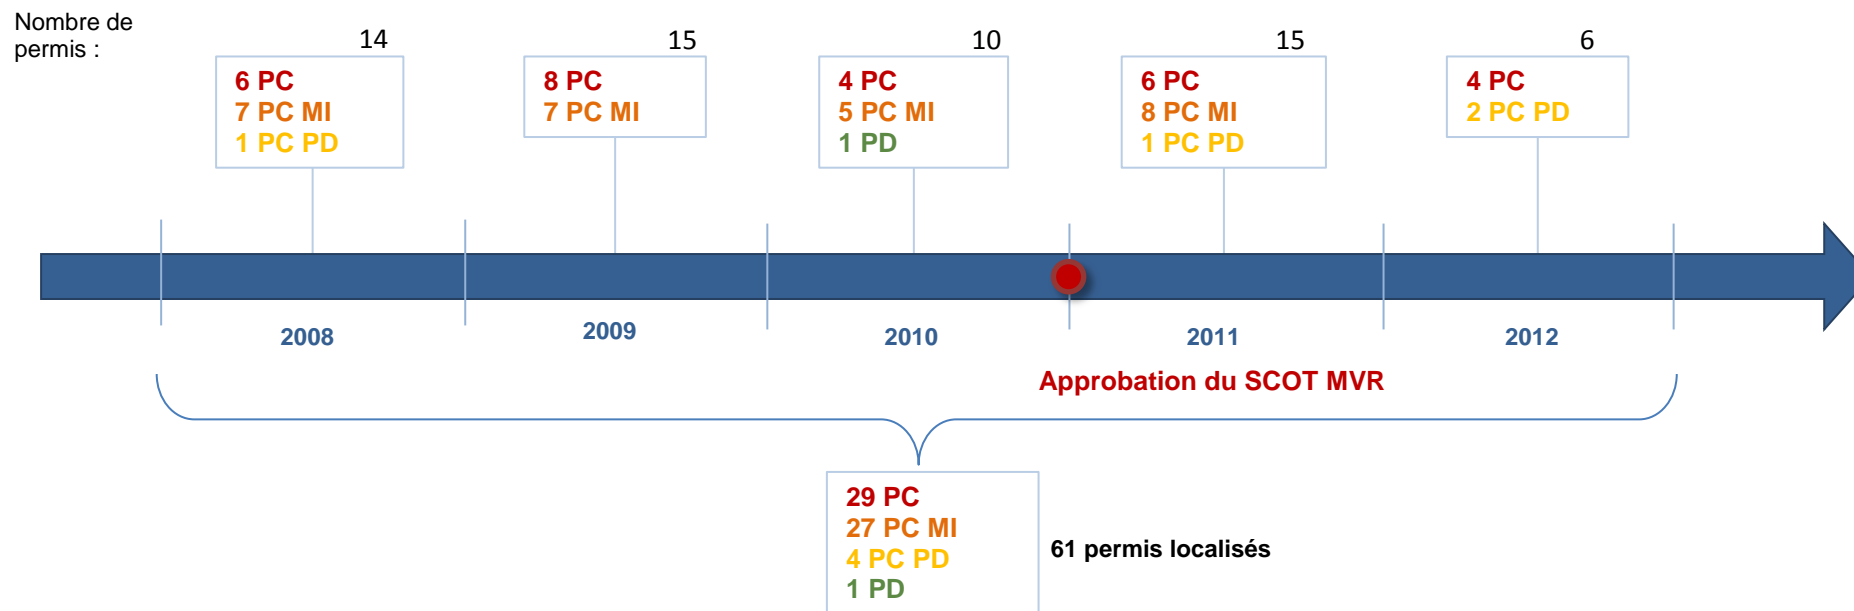 Nombre de
permis :
14
15
10
15
6
6 PC
7 PC MI
1 PC PD
8 PC
7 PC MI
4 PC
5 PC MI
1 PD
6 PC
8 PC MI
1 PC PD
4 PC
2 PC PD
2008
2009
2010
2011
2012
Approbation du SCOT MVR
29 PC
27 PC MI
4 PC PD
1 PD
61 permis localisés